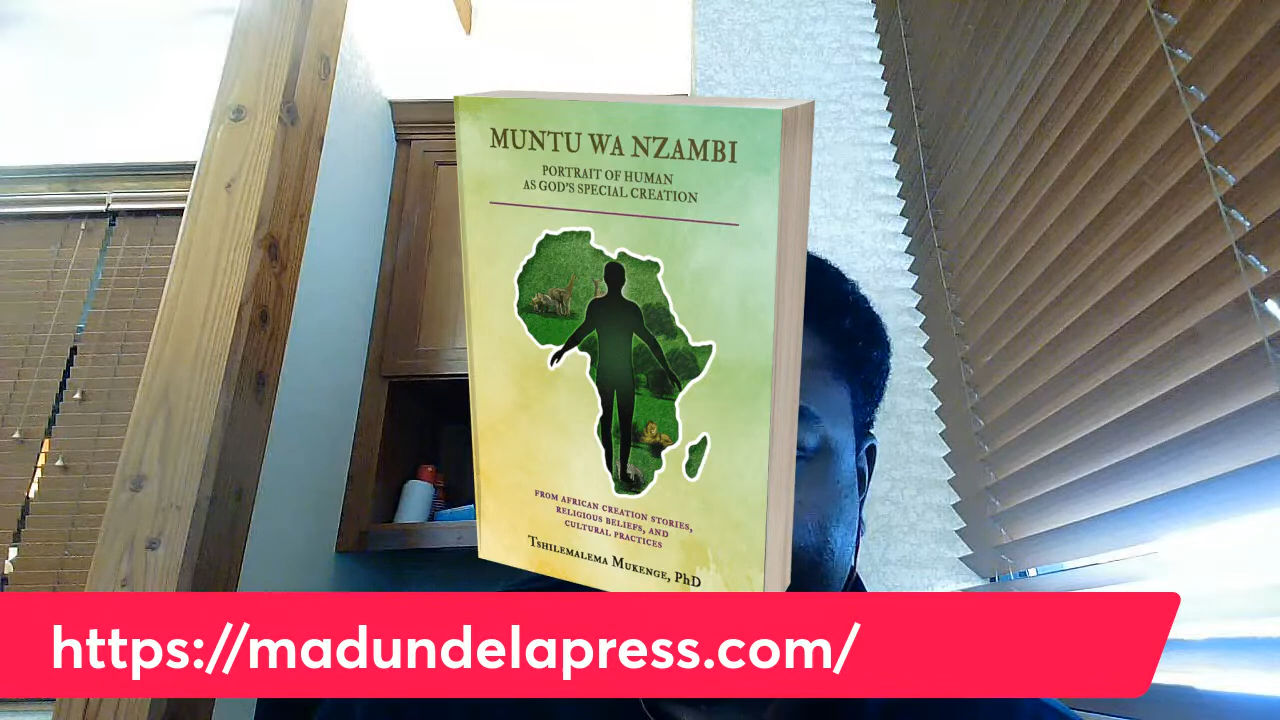 MUNTU WA NZAMBI
PORTRAIT OF HUMAN
AS GOD'S SPECIAL CREATION
FROM AFRICAN CREATION STORIES,
RELIGIOUS BELIEFS, AND
CULTURAL PRACTICES
TSHILEMALEMA MUKENGE, PHD
https://madundelapress.com/